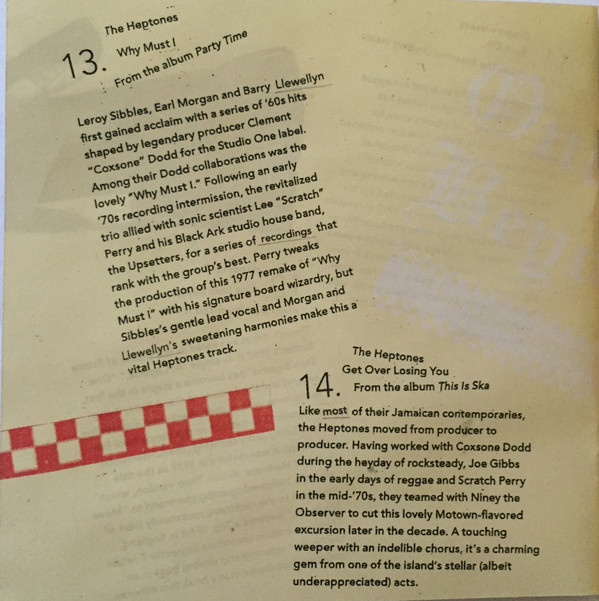 The Heptones
13. Why Must I
From the album Party Time
Leroy Sibbles, Earl Morgan and Barry Llewellyn
first gained acclaim with a series of '60s hits
shaped by legendary producer Clement
"Coxsone" Dodd for the Studio One label.
Among their Dodd collaborations was the
lovely "Why Must I." Following an early
'70s recording intermission, the revitalized
trio allied with sonic scientist Lee "Scratch"
Perry and his Black Ark studio house band,
the Upsetters, for a series of recordings that
rank with the group's best. Perry tweaks
the production of this 1977 remake of "Why
Must I" with his signature board wizardry, but
Sibbles's gentle lead vocal and Morgan and
Llewellyn's sweetening harmonies make this a
vital Heptones track.
The Heptones
Get Over Losing You
14. From the album This Is Ska
Like most of their Jamaican contemporaries,
the Heptones moved from producer to
producer. Having worked with Coxsone Dodd
during the heyday of rocksteady, Joe Gibbs
in the early days of reggae and Scratch Perry
in the mid-'70s, they teamed with Niney the
Observer to cut this lovely Motown-flavored
excursion later in the decade. A touching
weeper with an indelible chorus, it's a charming
gem from one of the island's stellar (albeit
underappreciated) acts.